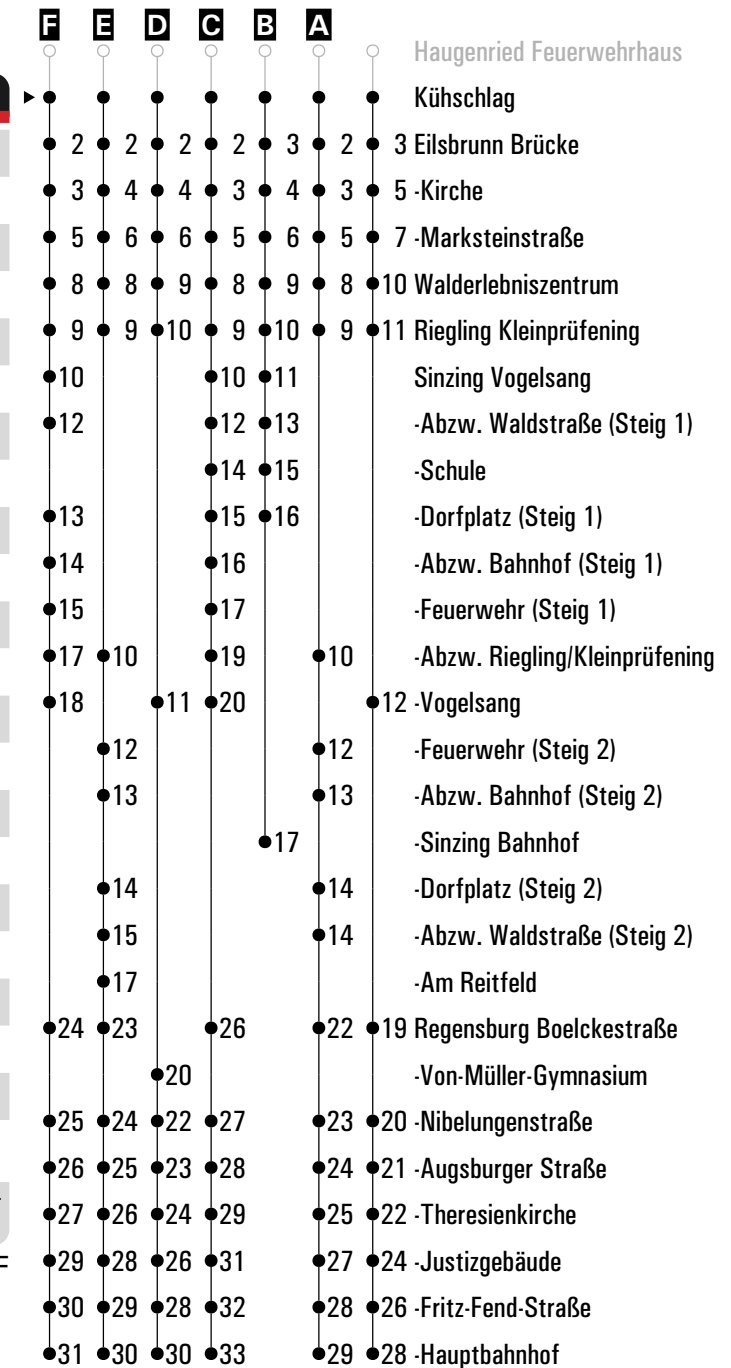 F E D C B A
Haugenried Feuerwehrhaus
Kühschlag
2 2 2 2 3 2 3 Eilsbrunn Brücke
3 4 4 3 4 3 5 -Kirche
5 6 6 5 6 5 7 -Marksteinstraße
8 8 9 8 9 8 10 Walderlebniszentrum
9 9 10 9 10 9 11 Riegling Kleinprüfening
10 10 11 Sinzing Vogelsang
12 12 13 -Abzw. Waldstraße (Steig 1)
14 15 -Schule
13 15 16 -Dorfplatz (Steig 1)
14 16 -Abzw. Bahnhof (Steig 1)
15 17 -Feuerwehr (Steig 1)
17 10 19 10 -Abzw. Riegling/Kleinprüfening
18 11 20 12 -Vogelsang
12 12 -Feuerwehr (Steig 2)
13 13 -Abzw. Bahnhof (Steig 2)
17 -Sinzing Bahnhof
14 14 -Dorfplatz (Steig 2)
15 14 -Abzw. Waldstraße (Steig 2)
17 -Am Reitfeld
24 23 26 22 19 Regensburg Boelckestraße
20 -Von-Müller-Gymnasium
25 24 22 27 23 20 -Nibelungenstraße
26 25 23 28 24 21 -Augsburger Straße
27 26 24 29 25 22 -Theresienkirche
29 28 26 31 27 24 -Justizgebäude
30 29 28 32 28 26 -Fritz-Fend-Straße
31 30 30 33 29 28 -Hauptbahnhof